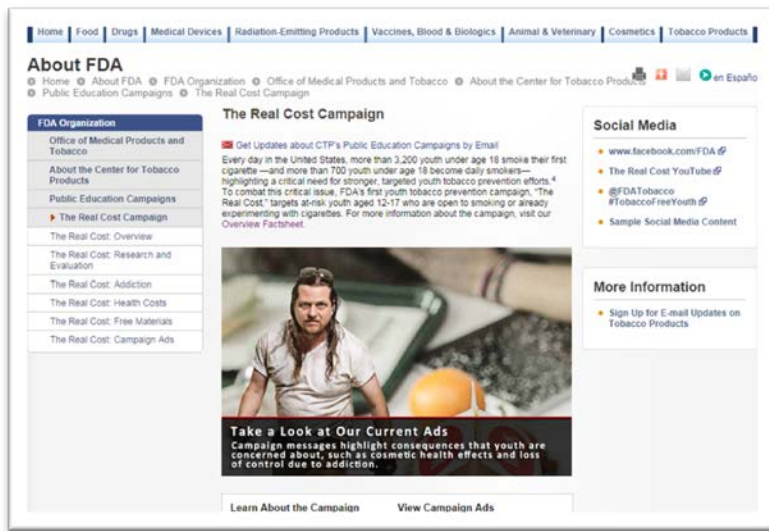 Home Food Drugs Medical Devices Radiation-Emitting Products Vaccines, Blood & Biologics Animal & Veterinary Cosmetics Tobacco Products
About FDA
Home About FDA FDA Organization Office of Medical Products and Tobacco About the Center for Tobacco Products
Public Education Campaigns The Real Cost Campaign
en Español
FDA Organization
Office of Medical Products and
Tobacco
About the Center for Tobacco
Products
Public Education Campaigns
The Real Cost Campaign
The Real Cost: Overview
The Real Cost: Research and
Evaluation
The Real Cost: Addiction
The Real Cost: Health Costs
The Real Cost: Free Materials
The Real Cost: Campaign Ads
The Real Cost Campaign
Get Updates about CTP's Public Education Campaigns by Email
Every day in the United States, more than 3,200 youth under age 18 smoke their first
cigarette —and more than 700 youth under age 18 become daily smokers—
highlighting a critical need for stronger, targeted youth tobacco prevention efforts.4
To combat this critical issue, FDA's first youth tobacco prevention campaign, "The
Real Cost," targets at-risk youth aged 12-17 who are open to smoking or already
experimenting with cigarettes. For more information about the campaign, visit our
Overview Factsheet.
Take a Look at Our Current Ads
Campaign messages highlight consequences that youth are
concerned about, such as cosmetic health effects and loss
of control due to addiction.
Learn About the Campaign
View Campaign Ads
Social Media
www.facebook.com/FDA
The Real Cost YouTube
@FDATobacco
#TobaccoFreeYouth
Sample Social Media Content
More Information
Sign Up for E-mail Updates on
Tobacco Products